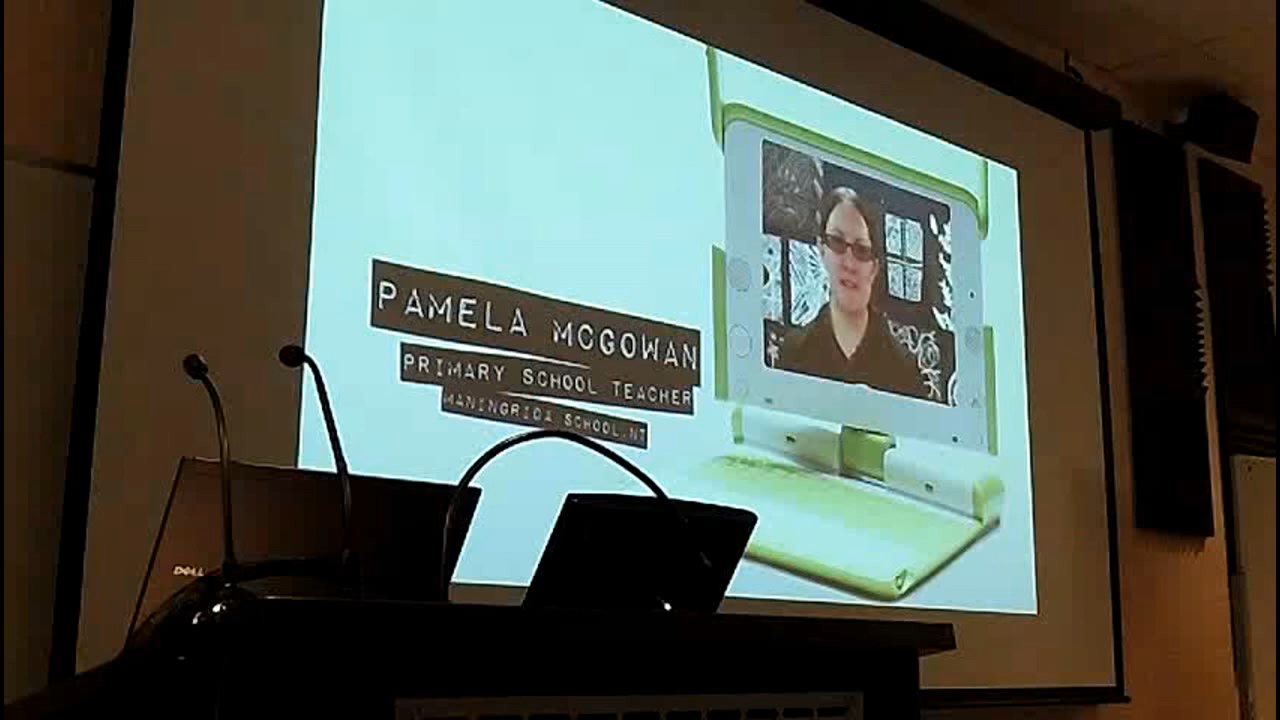 PAMELA MCGOWAN
PRIMARY SCHOOL TEACHER
MANINGRIDA SCHOOL.NT
DELL